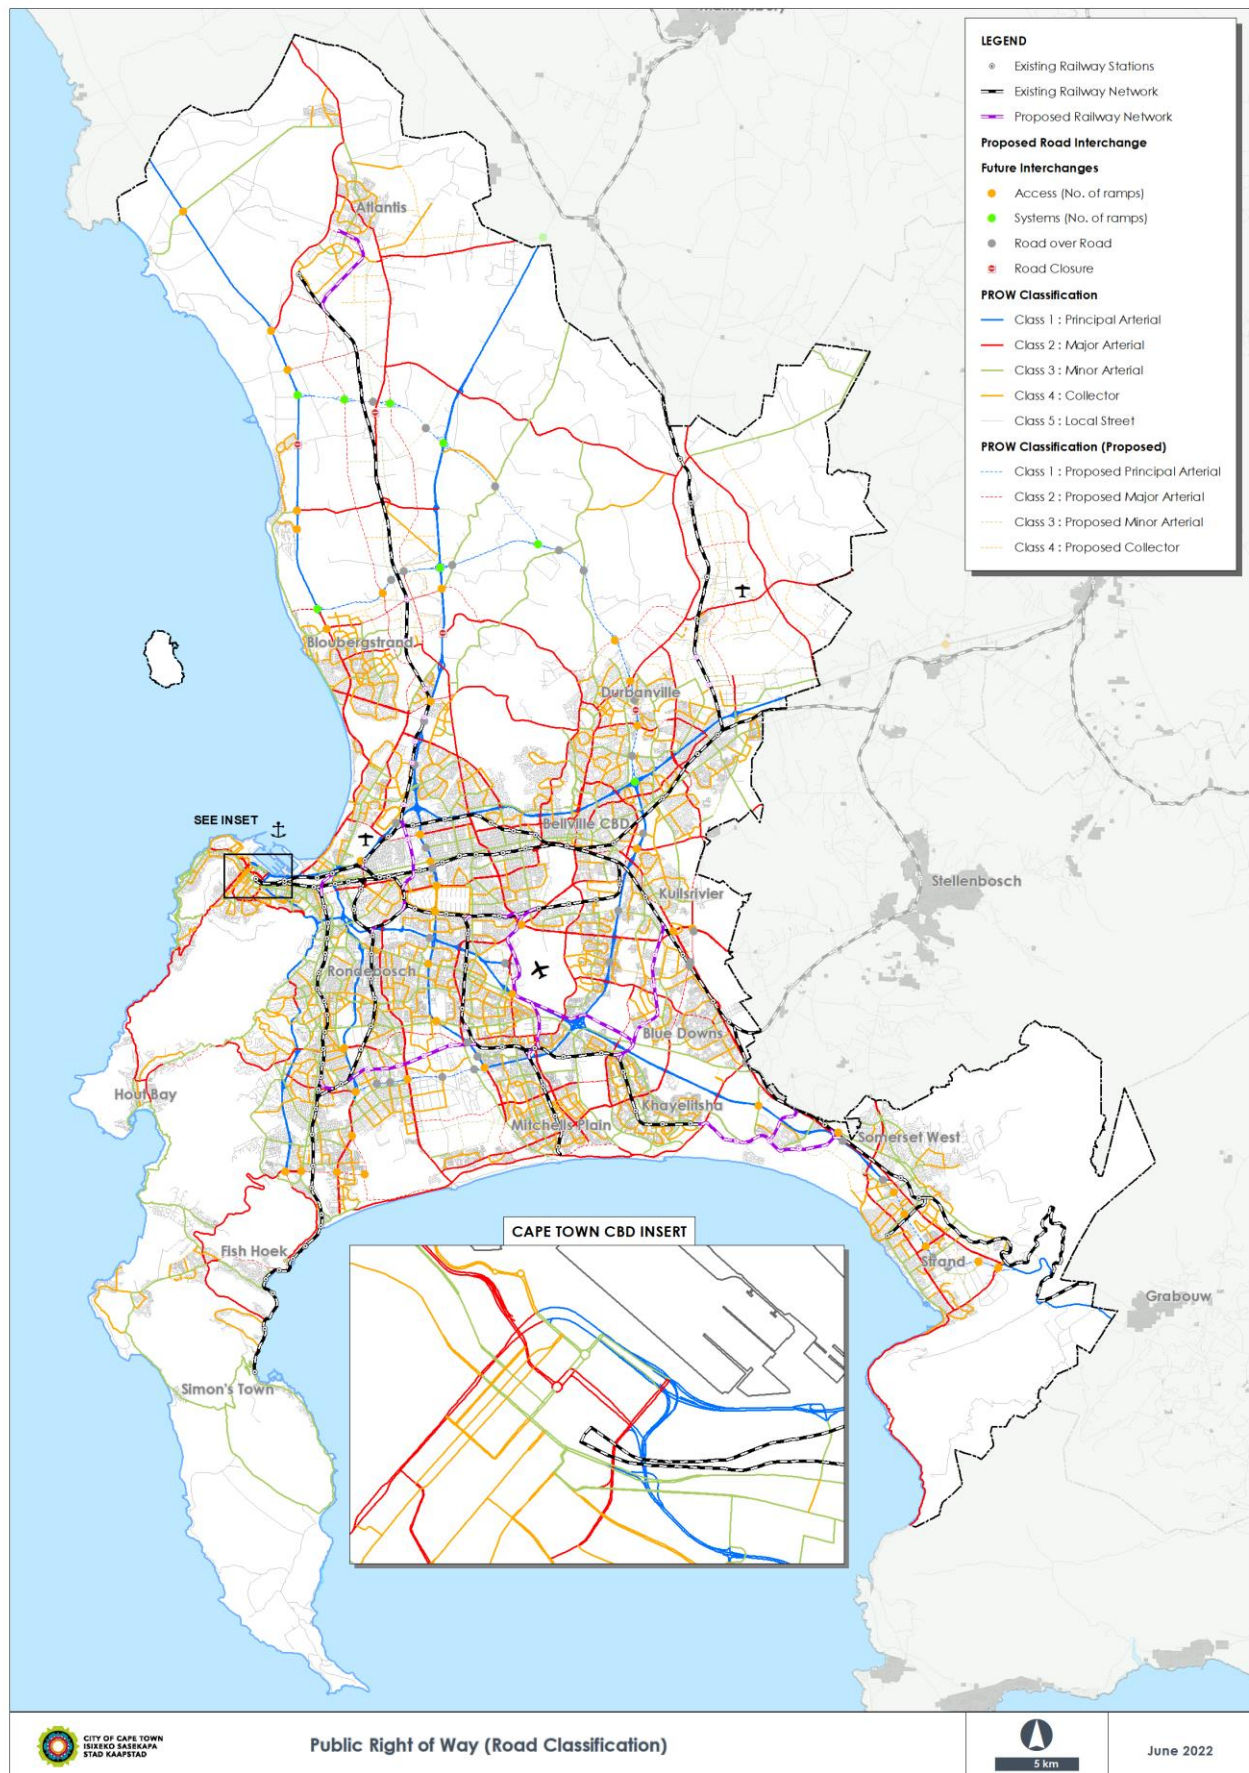 LEGEND
Existing Railway Stations
Existing Railway Network
Proposed Railway Network
Proposed Road Interchange
Future Interchanges
Access (No. of ramps)
Systems (No. of ramps)
Road over Road
Road Closure
PROW Classification
Class 1 : Principal Arterial
Class 2 : Major Arterial
Class 3 : Minor Arterial
Class 4 : Collector
Class 5 : Local Street
PROW Classification (Proposed)
Class 1 : Proposed Principal Arterial
Class 2 : Proposed Major Arterial
Class 3 : Proposed Minor Arterial
Class 4 : Proposed Collector
Atlantis
Bloubergstrand
Durbanville
SEE INSET
Bellville CBD
Stellenbosch
Kuilsrivier
Rondebosch
Blue Downs
Hout Bay
Khayelitsha
Mitchells Plain
Somerset West
CAPE TOWN CBD INSERT
Fish Hoek
Strand
Grabouw
Simon's Town
CITY OF CAPE TOWN
ISIXEKO SASEKAPA
STAD KAAPSTAD
Public Right of Way (Road Classification)
5 km
June 2022